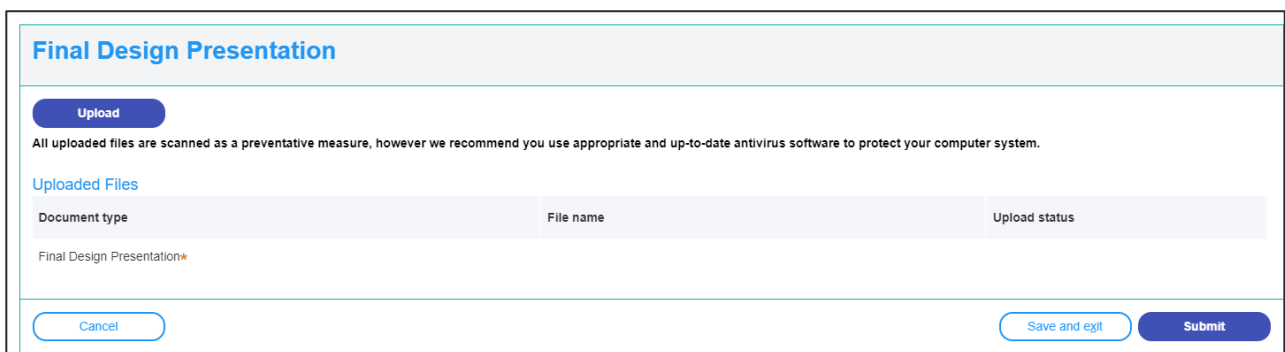 Final Design Presentation
Upload
All uploaded files are scanned as a preventative measure, however we recommend you use appropriate and up-to-date antivirus software to protect your computer system.
Uploaded Files
Document type File name Upload status
Final Design Presentation*
Cancel Save and exit Submit